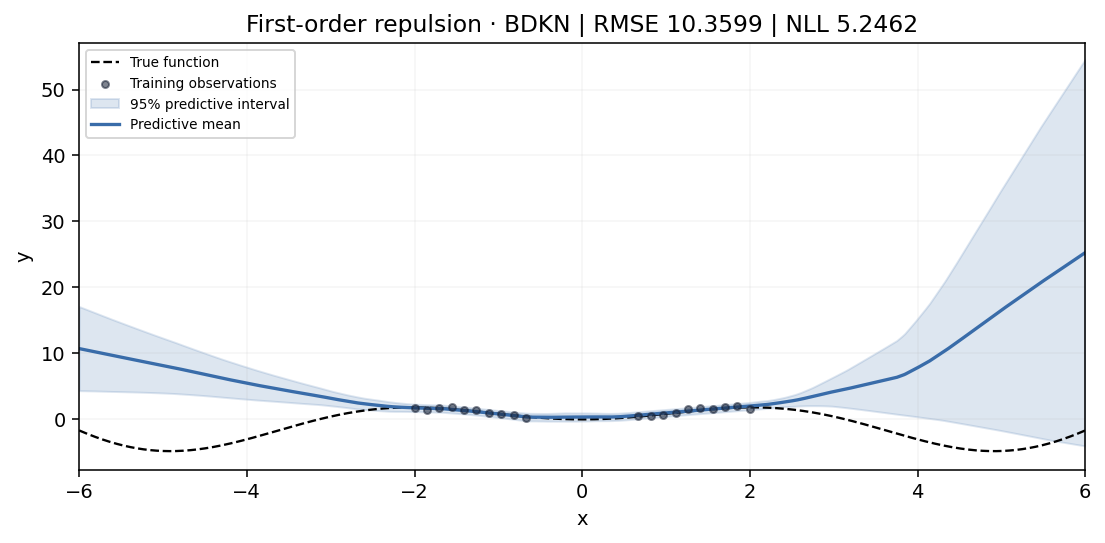 First-order repulsion · BDKN | RMSE 10.3599 | NLL 5.2462
True function
Training observations
95% predictive interval
Predictive mean
50
40
30
20
10
0
y
−6
−4
−2
0
2
4
6
x